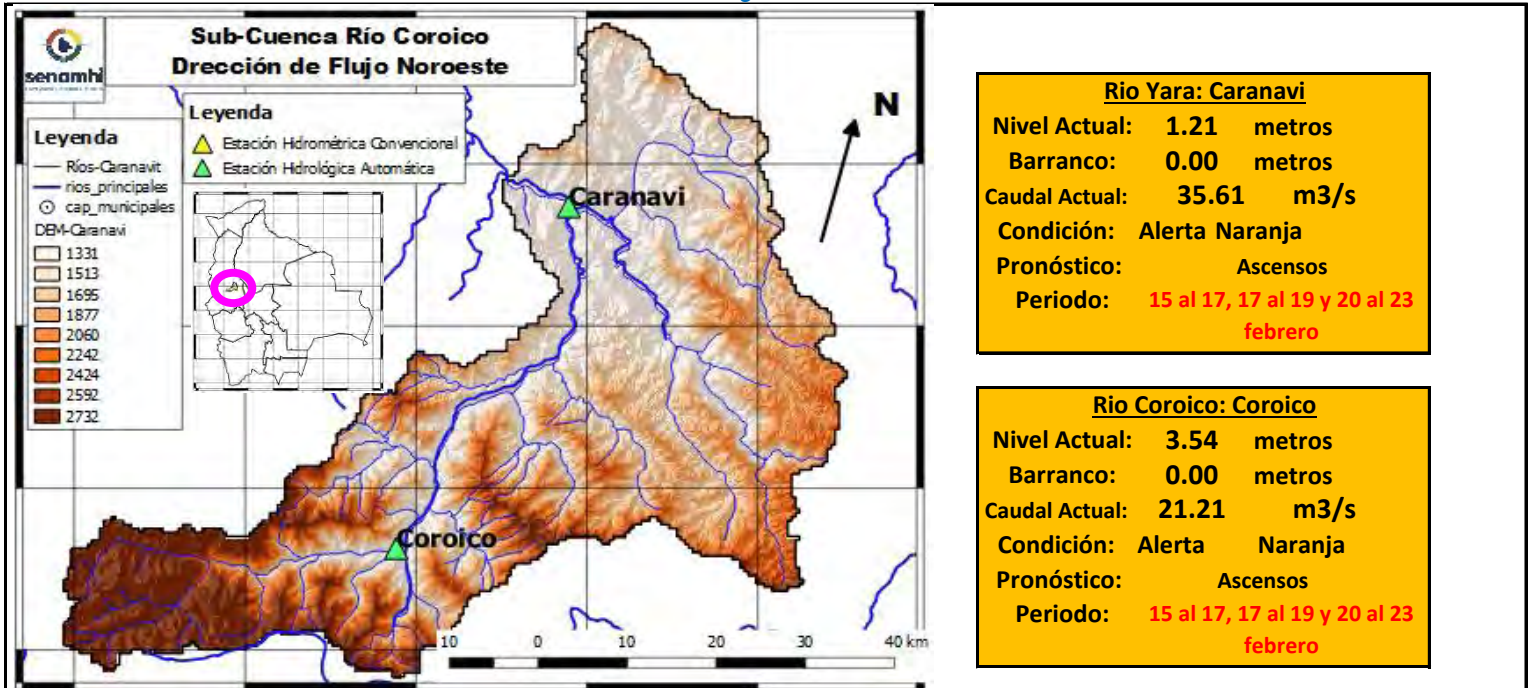 Sub-Cuenca Río Coroico
Drección de Flujo Noroeste
senamhi
Leyenda
Estación Hidrométrica Convencional
Estación Hidrológica Automática
Leyenda
Ríos-Caranavit
rios_principales
cap_municipales
DEM-Caranavi
1331
1513
1695
1877
2060
2242
2424
2592
2732
N
Caranavi
Coroico
10 0 10 20 30 40 km
Rio Yara: Caranavi
Nivel Actual: 1.21 metros
Barranco: 0.00 metros
Caudal Actual: 35.61 m3/s
Condición: Alerta Naranja
Pronóstico: Ascensos
Periodo: 15 al 17, 17 al 19 y 20 al 23
febrero
Rio Coroico: Coroico
Nivel Actual: 3.54 metros
Barranco: 0.00 metros
Caudal Actual: 21.21 m3/s
Condición: Alerta Naranja
Pronóstico: Ascensos
Periodo: 15 al 17, 17 al 19 y 20 al 23
febrero